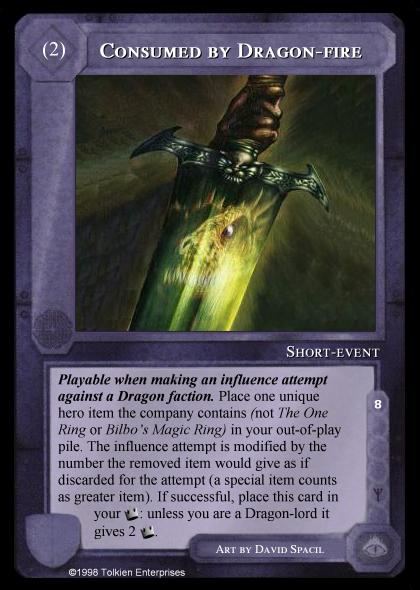 (2) CONSUMED BY DRAGON-FIRE
SHORT-EVENT
Playable when making an influence attempt
against a Dragon faction. Place one unique
hero item the company contains (not The One
Ring or Bilbo's Magic Ring) in your out-of-play
pile. The influence attempt is modified by the
number the removed item would give as if
discarded for the attempt (a special item counts
as greater item). If successful, place this card in
your : unless you are a Dragon-lord it
gives 2 .
8
ART BY DAVID SPACIL
©1998 Tolkien Enterprises